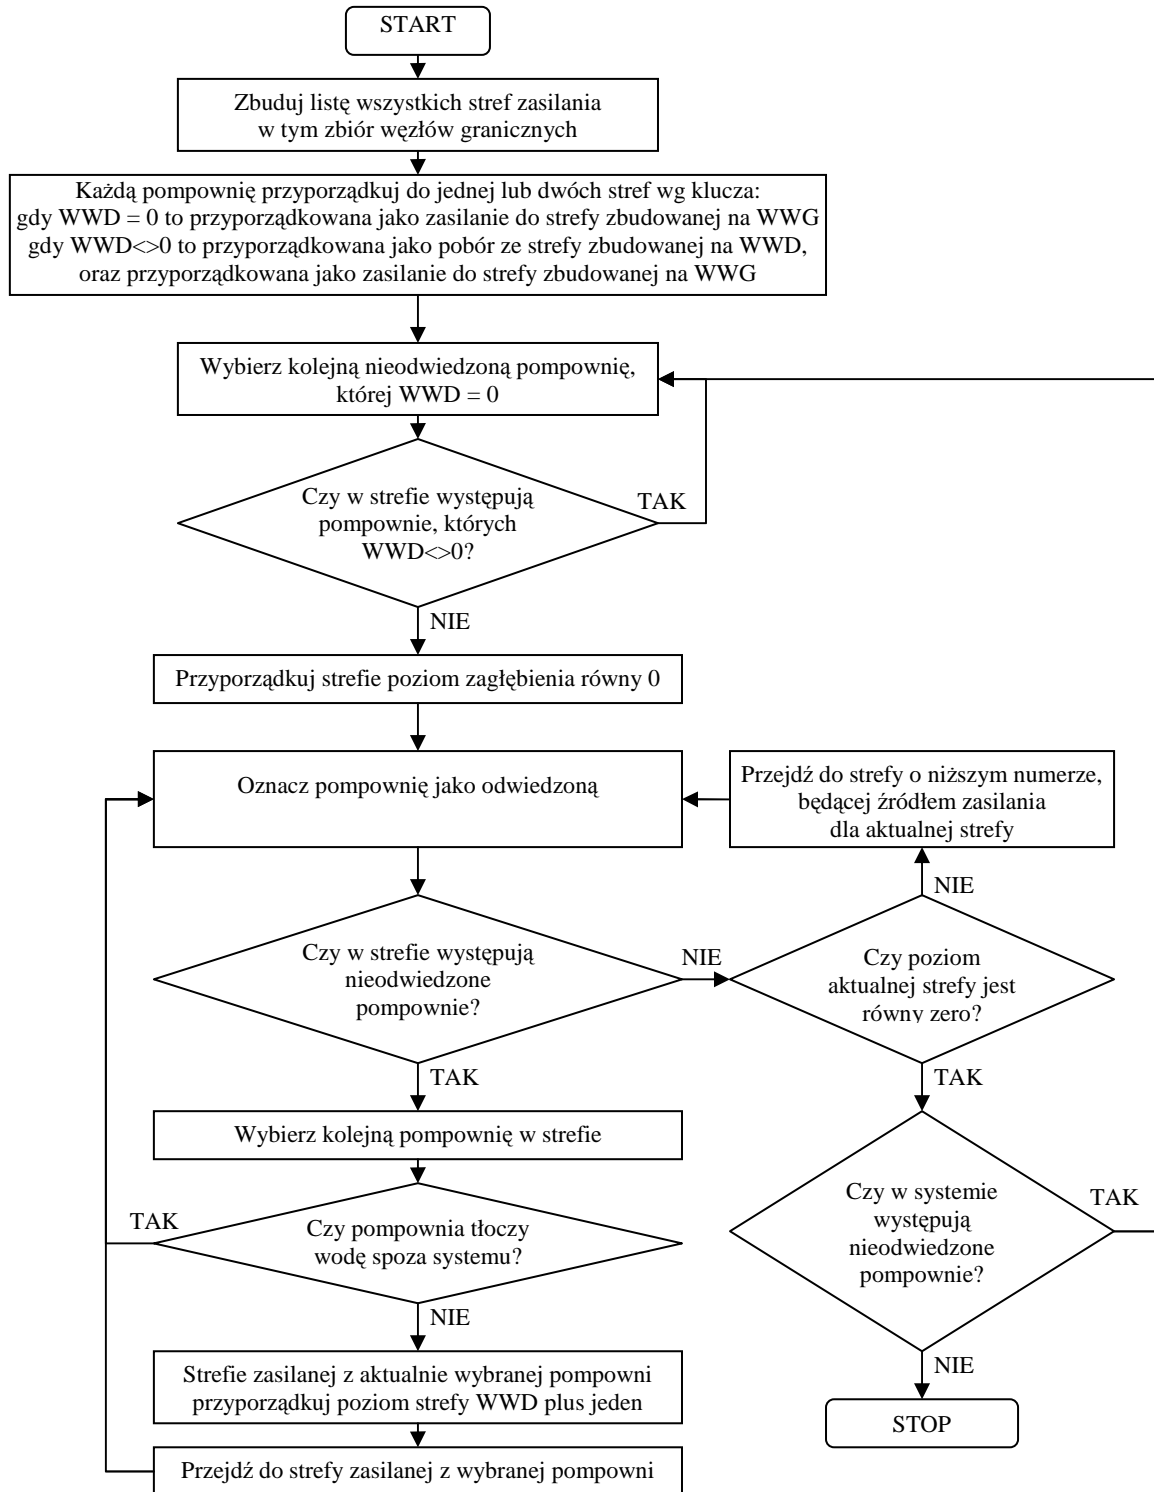 START
Zbuduj listę wszystkich stref zasilania
w tym zbiór węzłów granicznych
Każdą pompownię przyporządkuj do jednej lub dwóch stref wg klucza:
gdy WWD = 0 to przyporządkowana jako zasilanie do strefy zbudowanej na WWG
gdy WWD<>0 to przyporządkowana jako pobór ze strefy zbudowanej na WWD,
oraz przyporządkowana jako zasilanie do strefy zbudowanej na WWG
Wybierz kolejną nieodwiedzoną pompownię,
której WWD = 0
Czy w strefie występują
pompownie, których
WWD<>0?
TAK
NIE
Przyporządkuj strefie poziom zagłębienia równy 0
Oznacz pompownię jako odwiedzoną
Przejdź do strefy o niższym numerze,
będącej źródłem zasilania
dla aktualnej strefy
NIE
Czy w strefie występują
nieodwiedzone
pompownie?
NIE
Czy poziom
aktualnej strefy jest
równy zero?
TAK
TAK
Wybierz kolejną pompownię w strefie
Czy pompownia tłoczy
wodę spoza systemu?
TAK
NIE
Czy w systemie
występują
nieodwiedzone
pompownie?
TAK
NIE
Strefie zasilanej z aktualnie wybranej pompowni
przyporządkuj poziom strefy WWD plus jeden
STOP
Przejdź do strefy zasilanej z wybranej pompowni